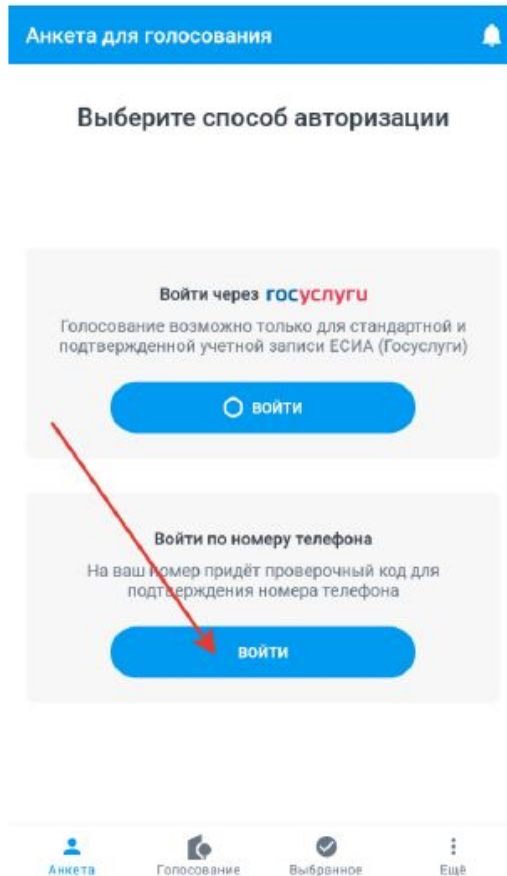 Анкета для голосования
Выберите способ авторизации
Войти через госуслуги
Голосование возможно только для стандартной и
подтвержденной учетной записи ЕСИА (Госуслуги)
ВОЙТИ
Войти по номеру телефона
На ваш номер придёт проверочный код для
подтверждения номера телефона
ВОЙТИ
Анкета Голосование Выбранное Ещё